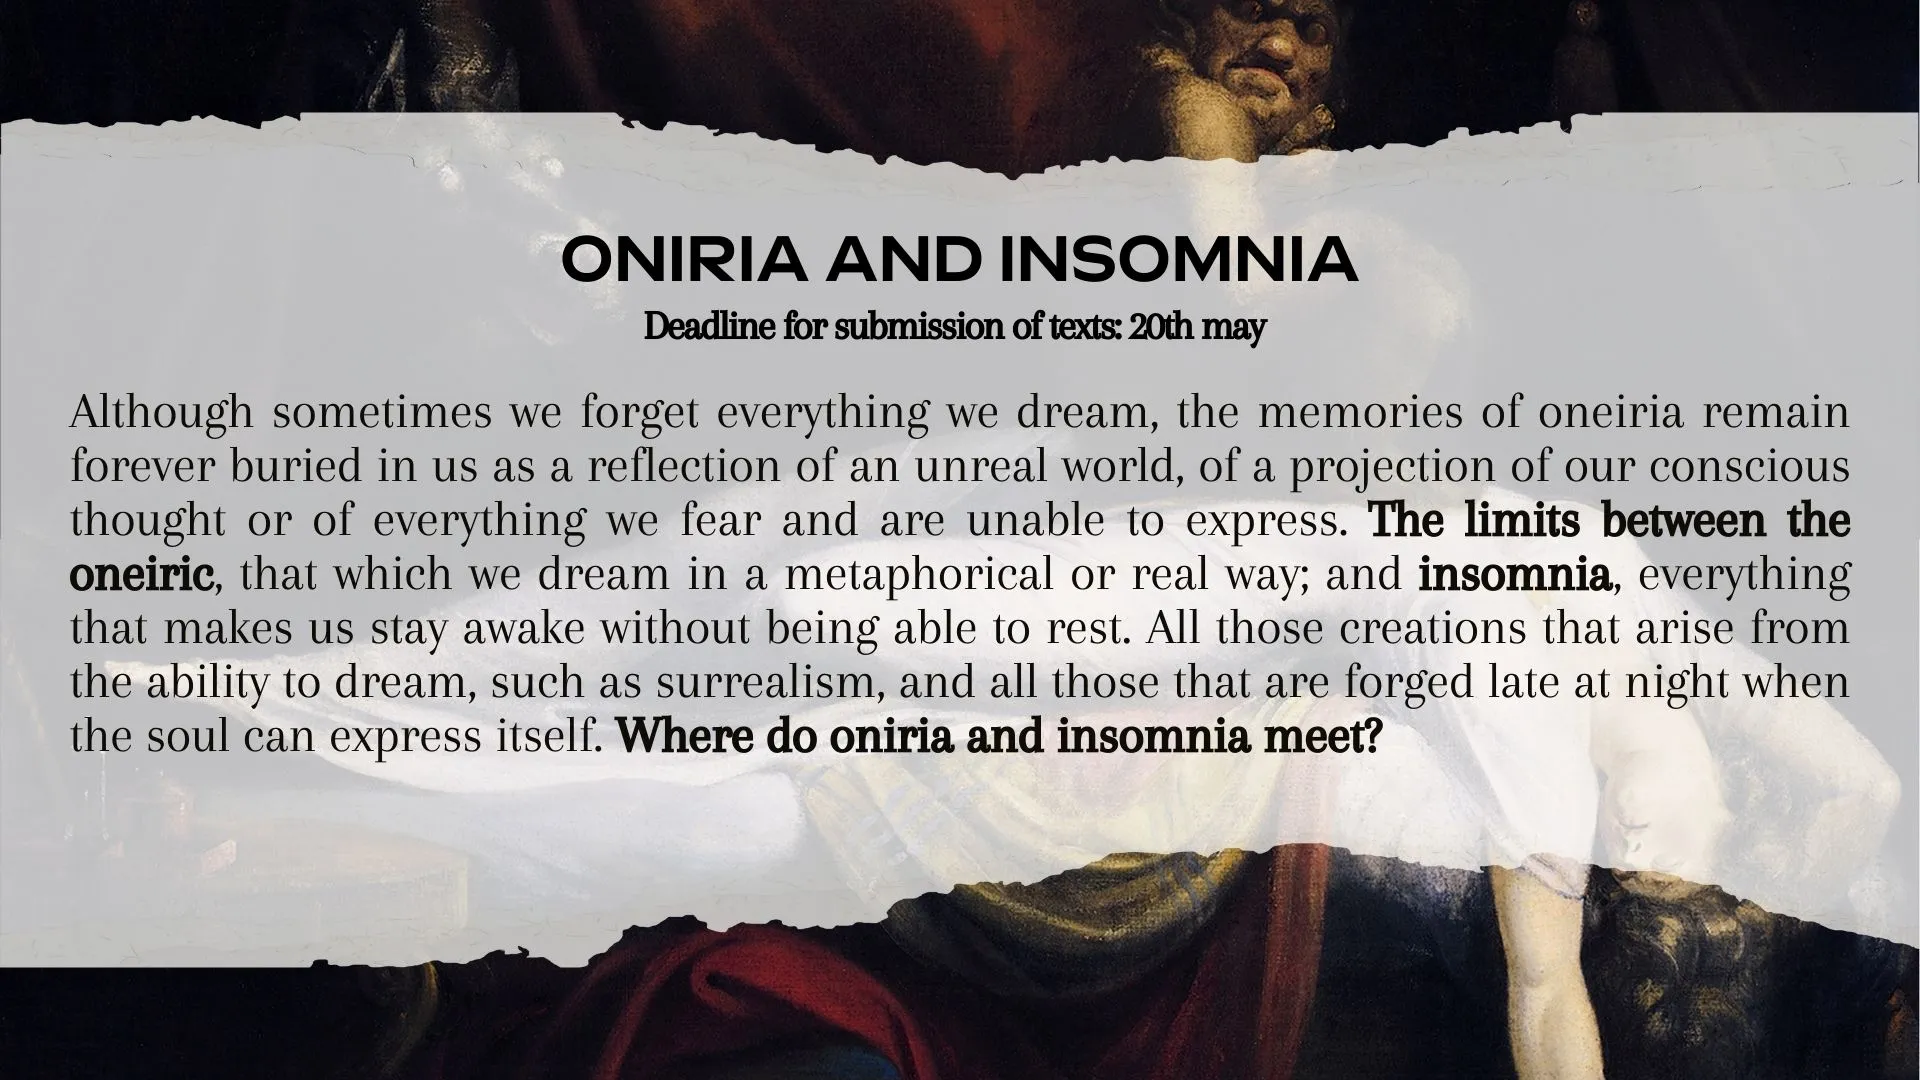 ONIRIA AND INSOMNIA
Deadline for submission of texts: 20th may
Although sometimes we forget everything we dream, the memories of oneiria remain
forever buried in us as a reflection of an unreal world, of a projection of our conscious
thought or of everything we fear and are unable to express. The limits between the
oneiric, that which we dream in a metaphorical or real way; and insomnia, everything
that makes us stay awake without being able to rest. All those creations that arise from
the ability to dream, such as surrealism, and all those that are forged late at night when
the soul can express itself. Where do oniria and insomnia meet?